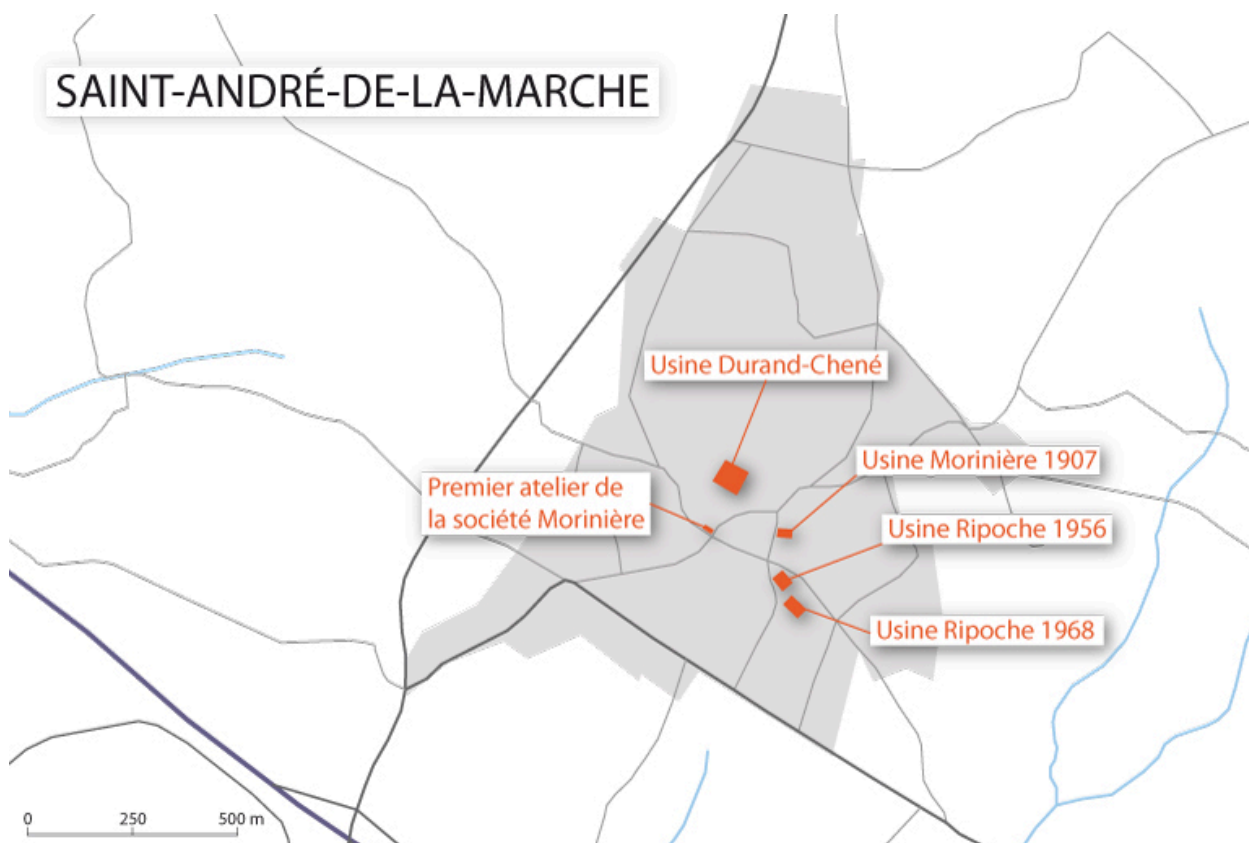 SAINT-ANDRÉ-DE-LA-MARCHE
Usine Durand-Chené
Usine Morinière 1907
Premier atelier de
la société Morinière
Usine Ripoche 1956
Usine Ripoche 1968
0 250 500 m